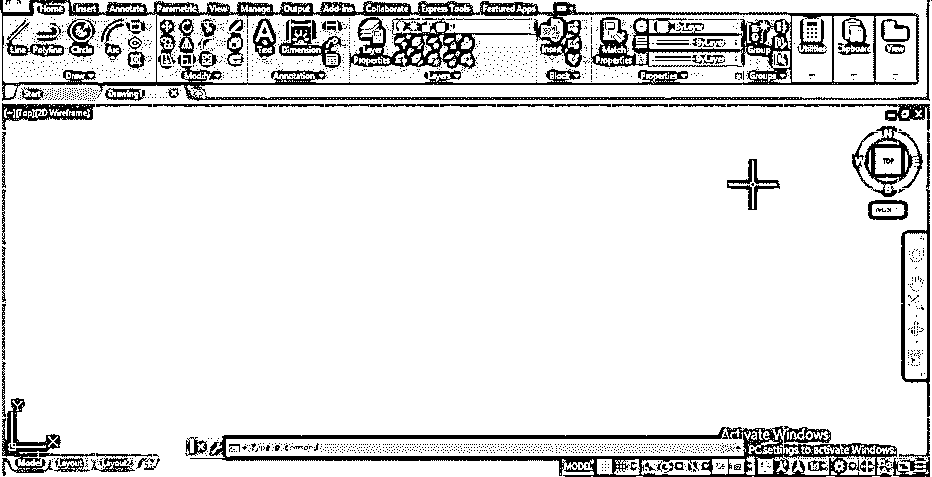 Home Insert Annotate Parametric View Manage Output Add-ins Collaborate Express Tools Featured Apps
Line Polyline Circle Arc
Text Dimension
Layer Properties
Insert
Match Properties
ByLayer
ByLayer
ByLayer
Group
Utilities Clipboard View
Draw Modify Annotation Layers Block Properties Groups
Start Drawing1
[-][Top][2D Wireframe]
N
W TOP E
S
Y
X
Type a command
Activate Windows
PC settings to activate Windows.
Model Layout1 Layout2
MODEL